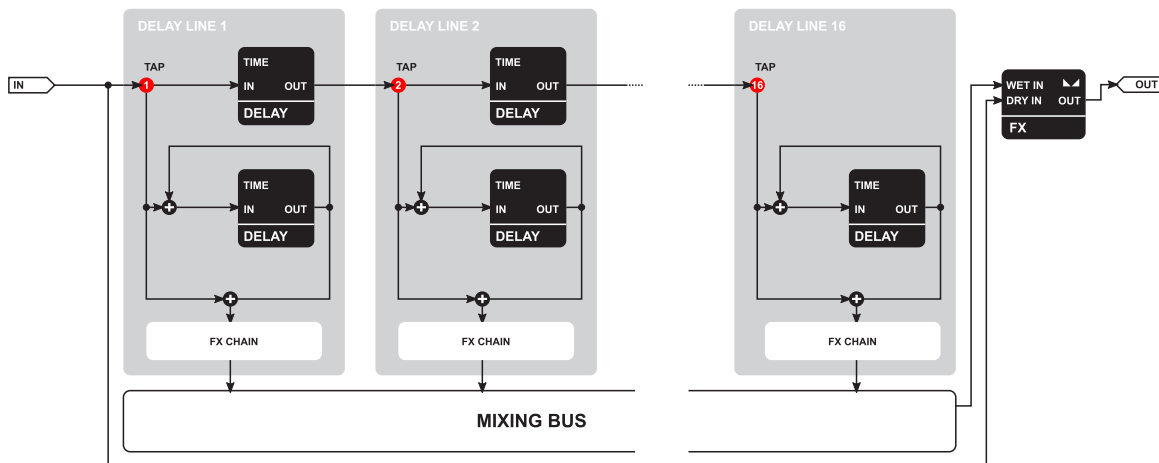 DELAY LINE 1
DELAY LINE 2
DELAY LINE 16
TAP
TIME
TAP
TIME
TAP
IN
1
IN OUT
2
IN OUT
16
WET IN
OUT
DRY IN OUT
DELAY
DELAY
FX
TIME
TIME
TIME
IN OUT
IN OUT
IN OUT
DELAY
DELAY
DELAY
FX CHAIN
FX CHAIN
FX CHAIN
MIXING BUS